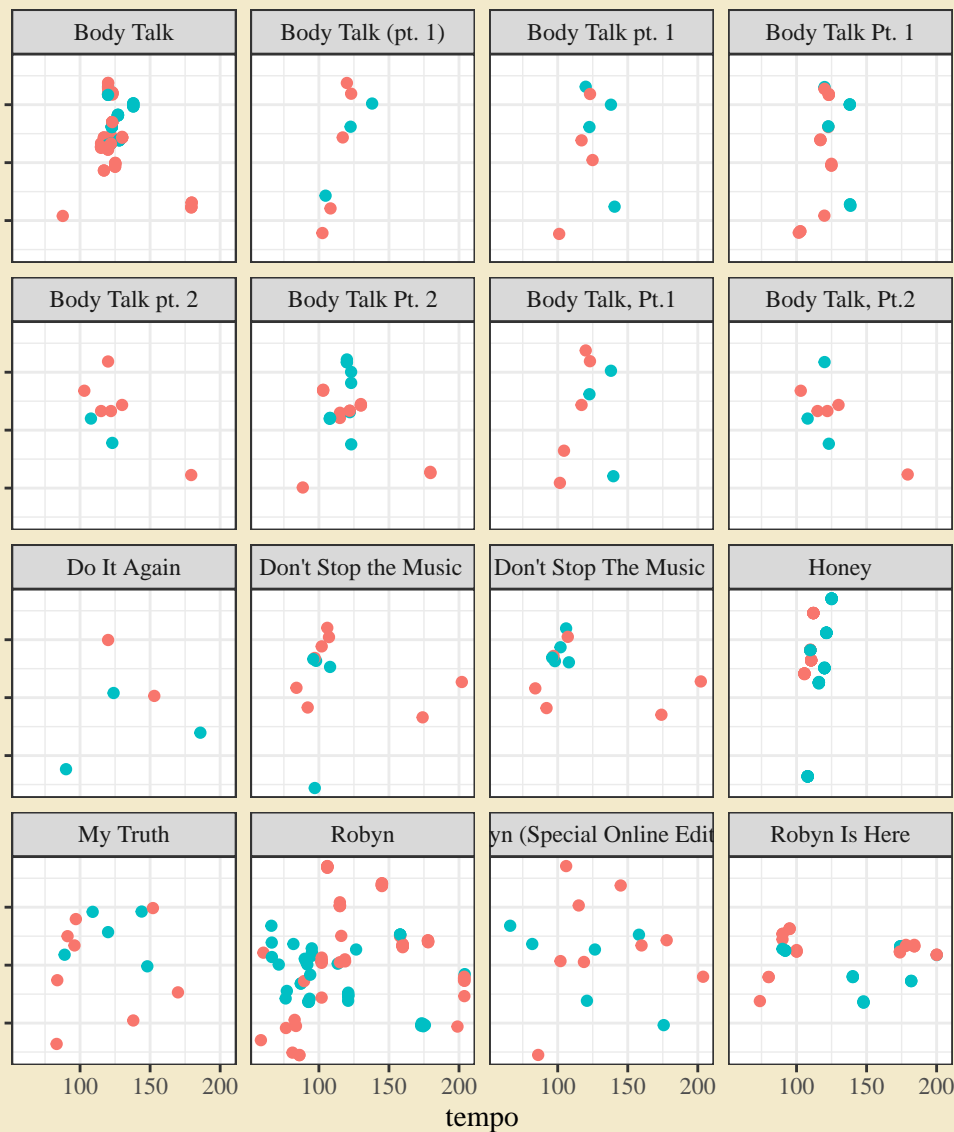 Body Talk
Body Talk (pt. 1)
Body Talk pt. 1
Body Talk Pt. 1
Body Talk pt. 2
Body Talk Pt. 2
Body Talk, Pt.1
Body Talk, Pt.2
Do It Again
Don't Stop the Music
Don't Stop The Music
Honey
My Truth
Robyn
yn (Special Online Edit
Robyn Is Here
100 150 200 100 150 200 100 150 200 100 150 200
tempo